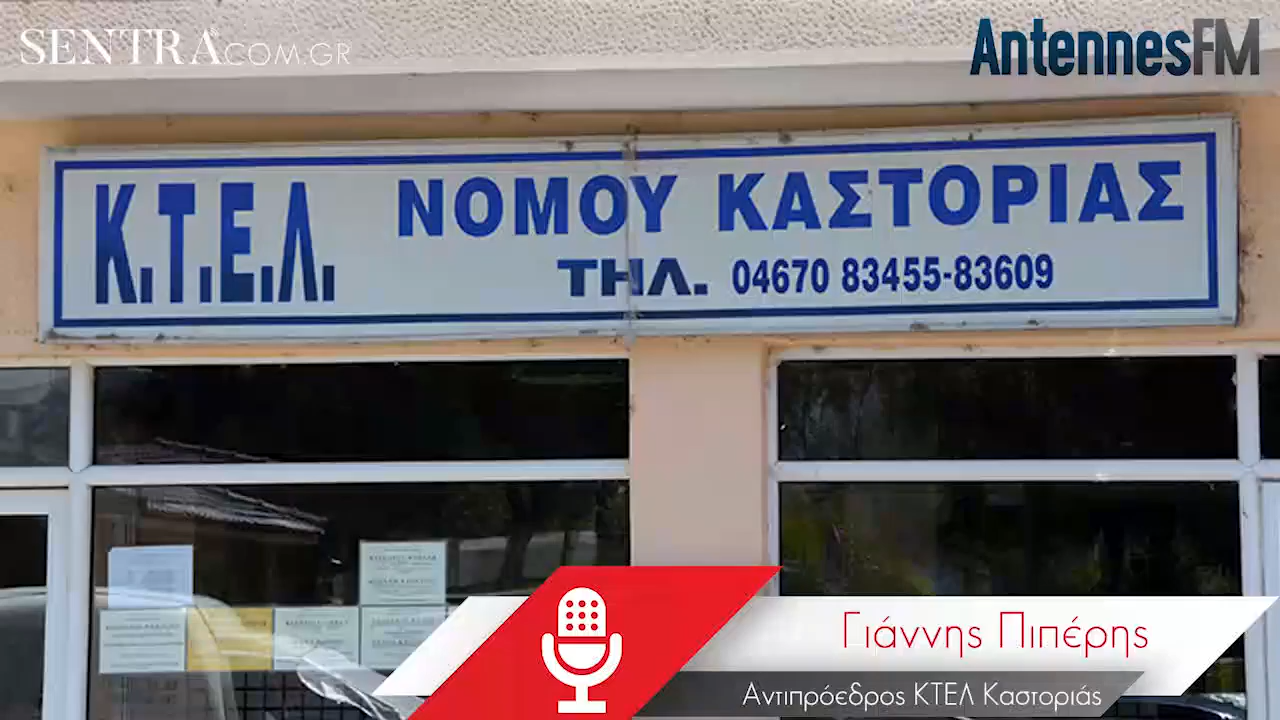 SENTRA.COM.GR
AntennesFM
Κ.Τ.Ε.Λ. ΝΟΜΟΥ ΚΑΣΤΟΡΙΑΣ
ΤΗΛ. 04670 83455-83609
Γιάννης Πιπέρης
Αντιπρόεδρος ΚΤΕΛ Καστοριάς